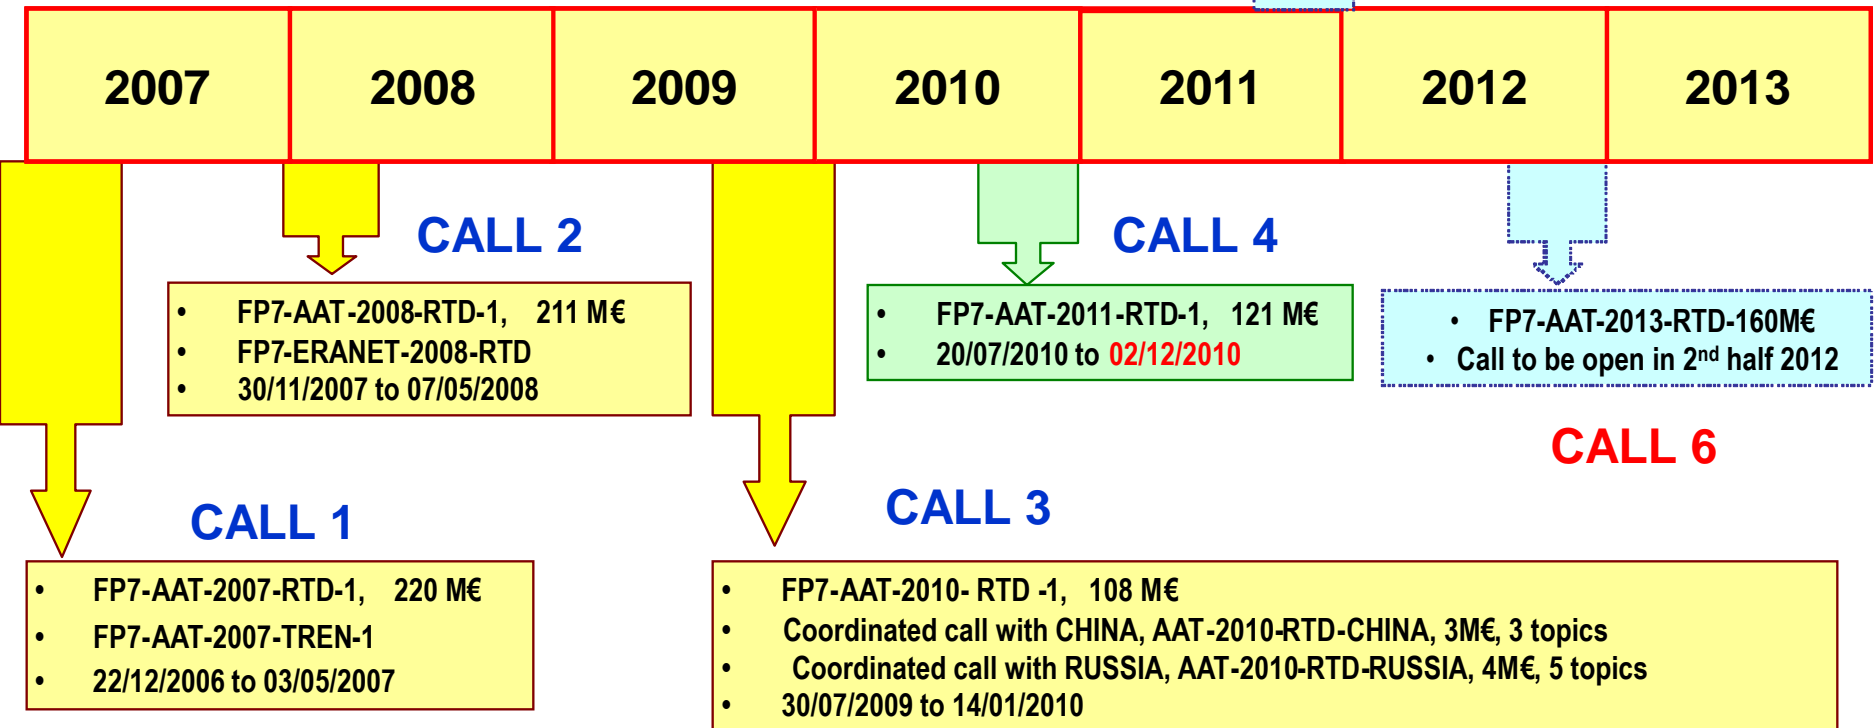 2007 2008 2009 2010 2011 2012 2013
CALL 2
• FP7-AAT-2008-RTD-1, 211 M€
• FP7-ERANET-2008-RTD
• 30/11/2007 to 07/05/2008
CALL 4
• FP7-AAT-2011-RTD-1, 121 M€
• 20/07/2010 to 02/12/2010
• FP7-AAT-2013-RTD-160M€
• Call to be open in 2nd half 2012
CALL 6
CALL 1
• FP7-AAT-2007-RTD-1, 220 M€
• FP7-AAT-2007-TREN-1
• 22/12/2006 to 03/05/2007
CALL 3
• FP7-AAT-2010- RTD -1, 108 M€
• Coordinated call with CHINA, AAT-2010-RTD-CHINA, 3M€, 3 topics
• Coordinated call with RUSSIA, AAT-2010-RTD-RUSSIA, 4M€, 5 topics
• 30/07/2009 to 14/01/2010